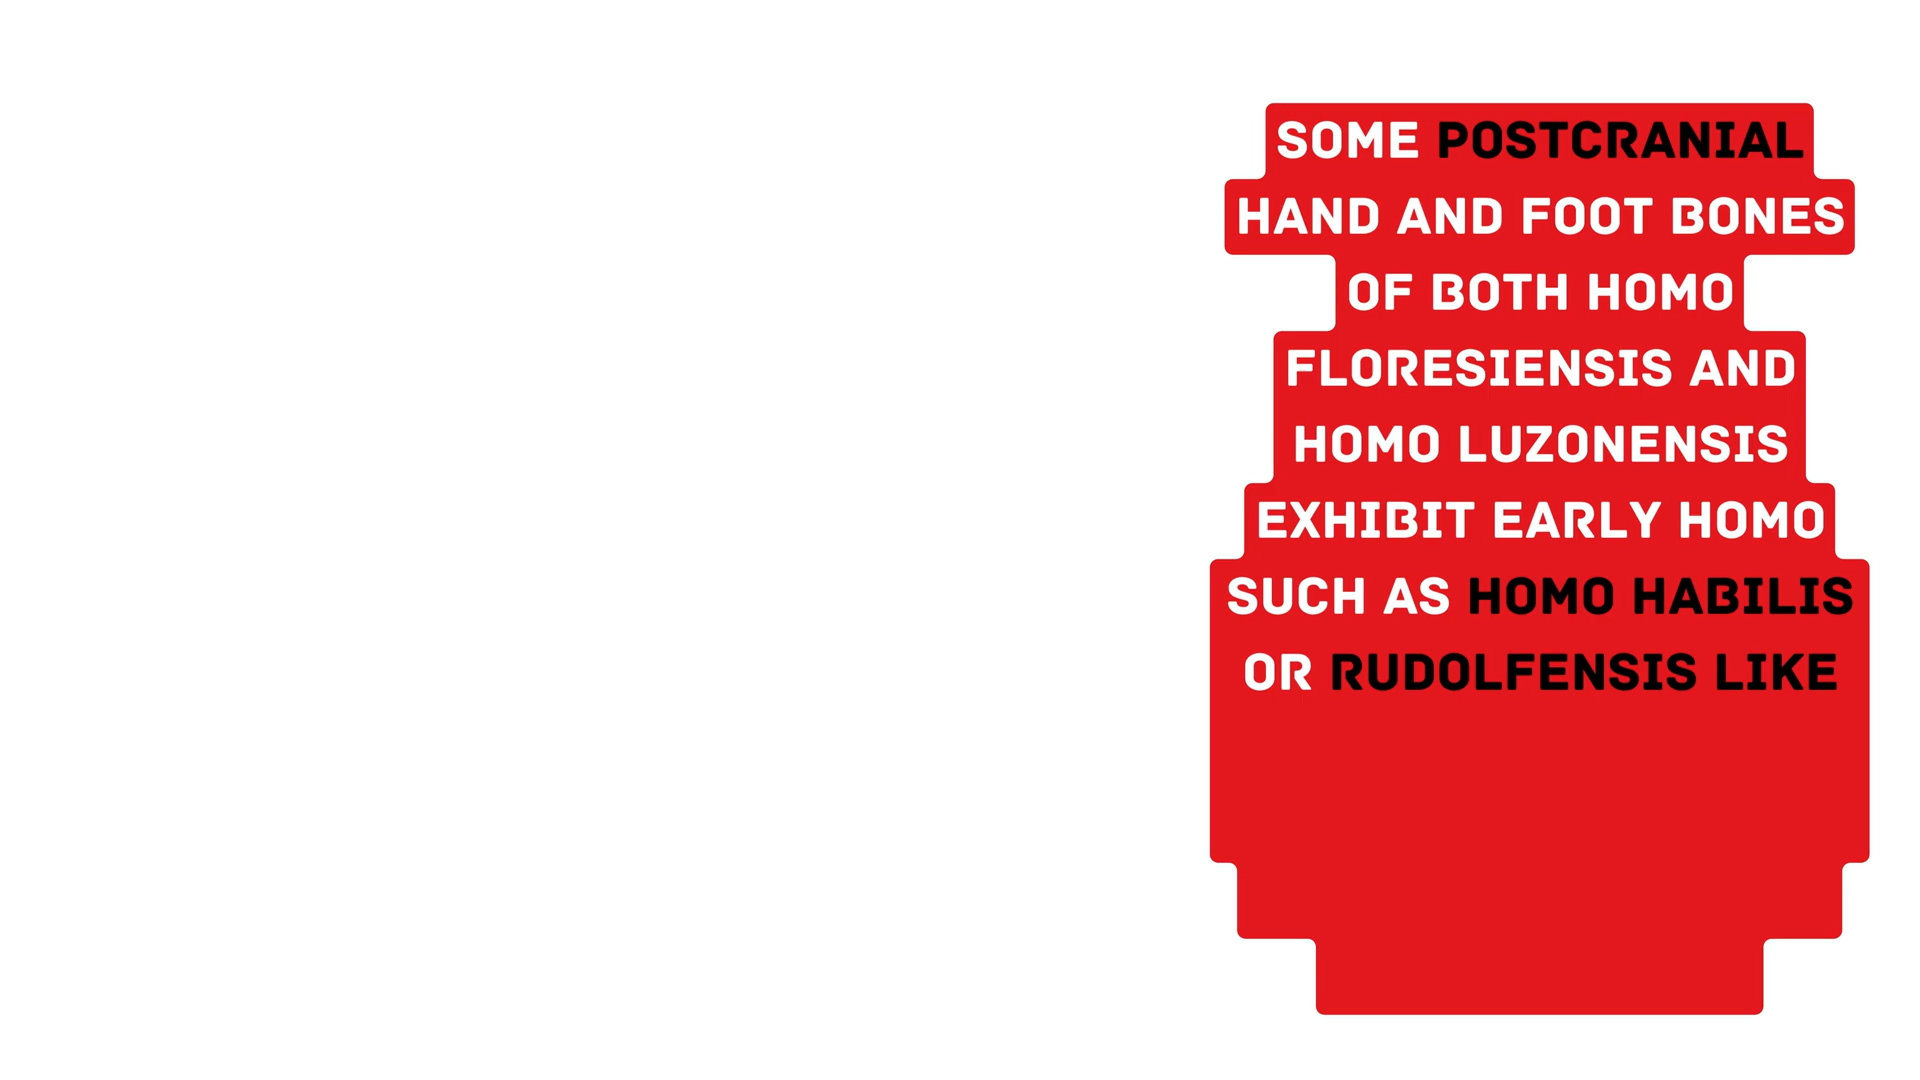 SOME POSTCRANIAL
HAND AND FOOT BONES
OF BOTH HOMO
FLORESIENSIS AND
HOMO LUZONENSIS
EXHIBIT EARLY HOMO
SUCH AS HOMO HABILIS
OR RUDOLFENSIS LIKE